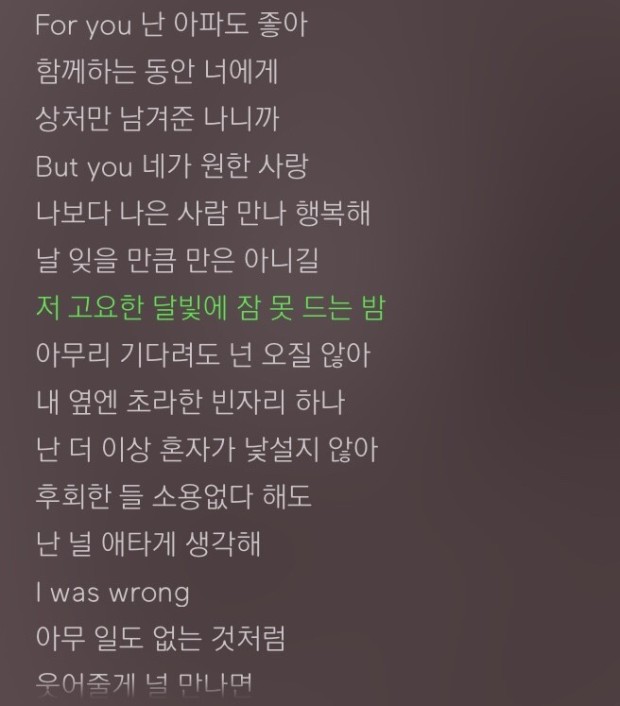 For you 난 아파도 좋아
함께하는 동안 너에게
상처만 남겨준 나니까
But you 네가 원한 사랑
나보다 나은 사람 만나 행복해
날 잊을 만큼 만은 아니길
저 고요한 달빛에 잠 못 드는 밤
아무리 기다려도 넌 오질 않아
내 옆엔 초라한 빈자리 하나
난 더 이상 혼자가 낯설지 않아
후회한 들 소용없다 해도
난 널 애타게 생각해
I was wrong
아무 일도 없는 것처럼
웃어줄게 널 만나면